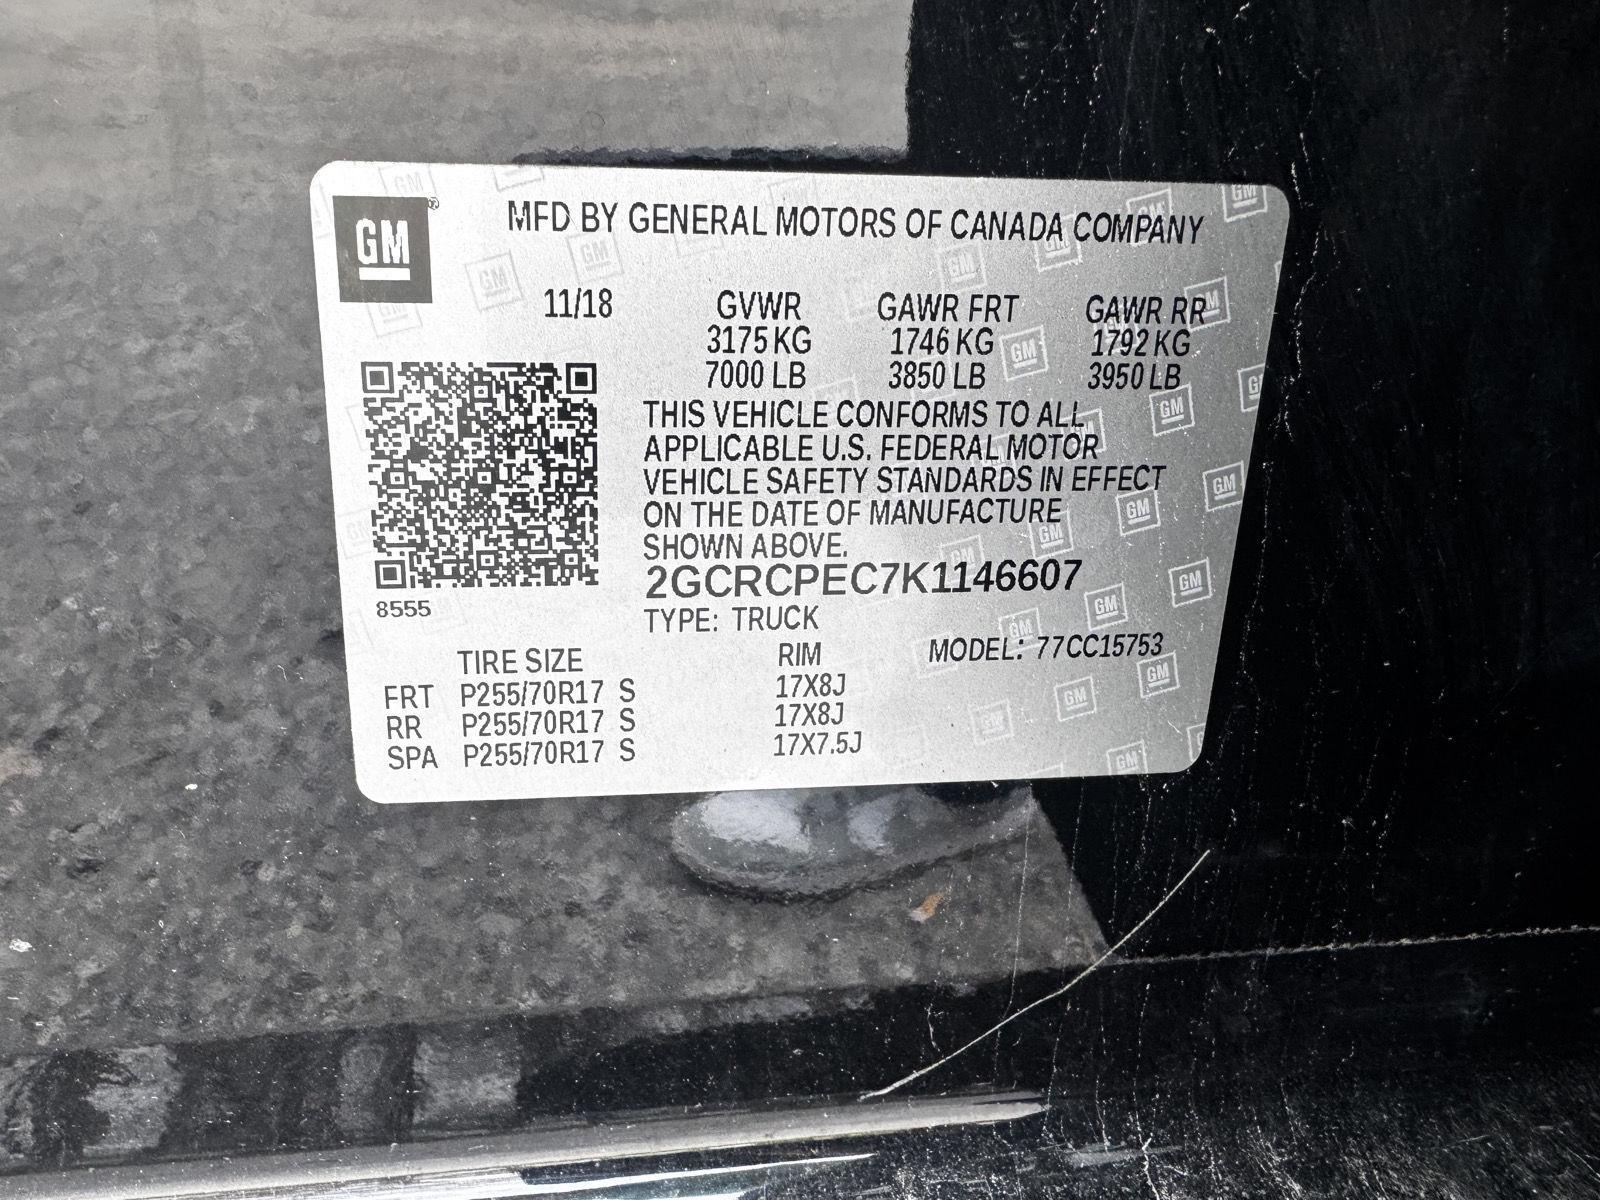 GM®
MFD BY GENERAL MOTORS OF CANADA COMPANY
11/18 GVWR GAWR FRT GAWR RR
3175 KG 1746 KG 1792 KG
7000 LB 3850 LB 3950 LB
THIS VEHICLE CONFORMS TO ALL
APPLICABLE U.S. FEDERAL MOTOR
VEHICLE SAFETY STANDARDS IN EFFECT
ON THE DATE OF MANUFACTURE
SHOWN ABOVE.
2GCRCPEC7K1146607
8555
TYPE: TRUCK
MODEL: 77CC15753
TIRE SIZE RIM
FRT P255/70R17 S 17X8J
RR P255/70R17 S 17X8J
SPA P255/70R17 S 17X7.5J